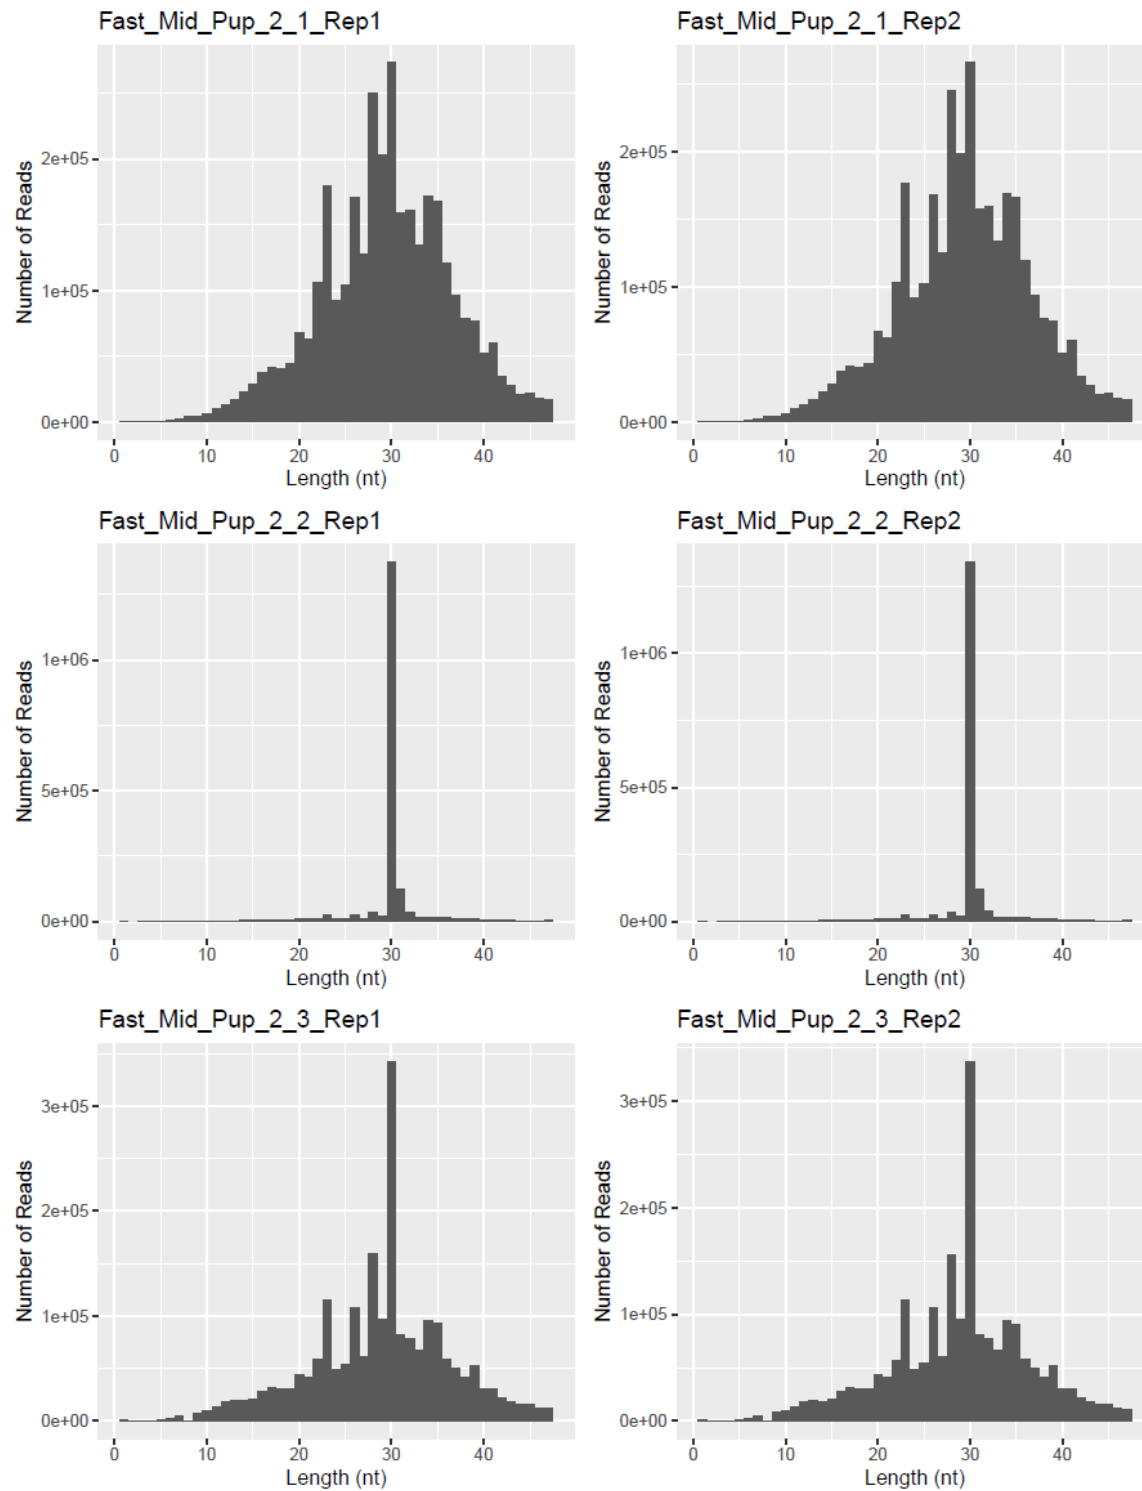 Fast_Mid_Pup_2_1_Rep1
Number of Reads
2e+05
1e+05
0e+00
0 10 20 30 40
Length (nt)
Fast_Mid_Pup_2_1_Rep2
Number of Reads
2e+05
1e+05
0e+00
0 10 20 30 40
Length (nt)
Fast_Mid_Pup_2_2_Rep1
Number of Reads
1e+06
5e+05
0e+00
0 10 20 30 40
Length (nt)
Fast_Mid_Pup_2_2_Rep2
Number of Reads
1e+06
5e+05
0e+00
0 10 20 30 40
Length (nt)
Fast_Mid_Pup_2_3_Rep1
Number of Reads
3e+05
2e+05
1e+05
0e+00
0 10 20 30 40
Length (nt)
Fast_Mid_Pup_2_3_Rep2
Number of Reads
3e+05
2e+05
1e+05
0e+00
0 10 20 30 40
Length (nt)